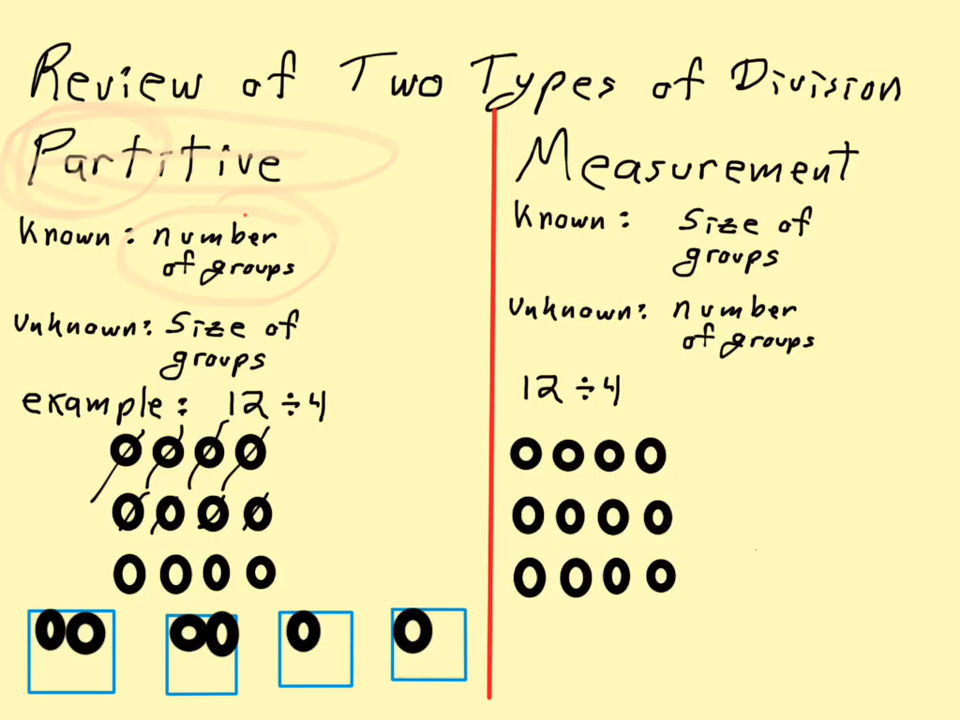 Review of Two Types of Division
Partitive
Known: number
of groups
Unknown: Size of
groups
example: 12 ÷ 4
Measurement
Known: Size of
groups
Unknown: number
of groups
12 ÷ 4